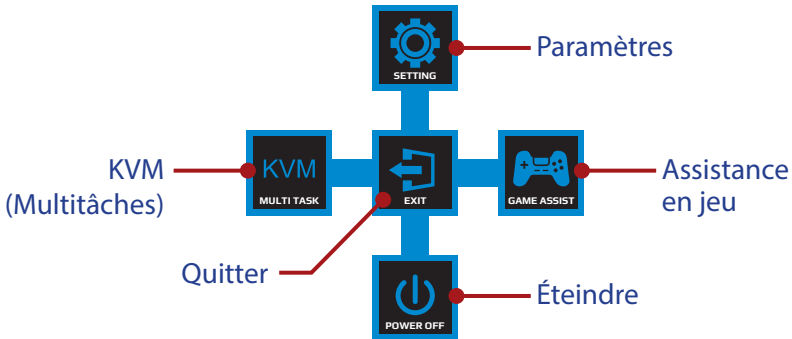 SETTING
Paramètres
KVM
(Multitâches)
KVM
MULTI TASK
EXIT
GAME ASSIST
Assistance
en jeu
Quitter
POWER OFF
Éteindre